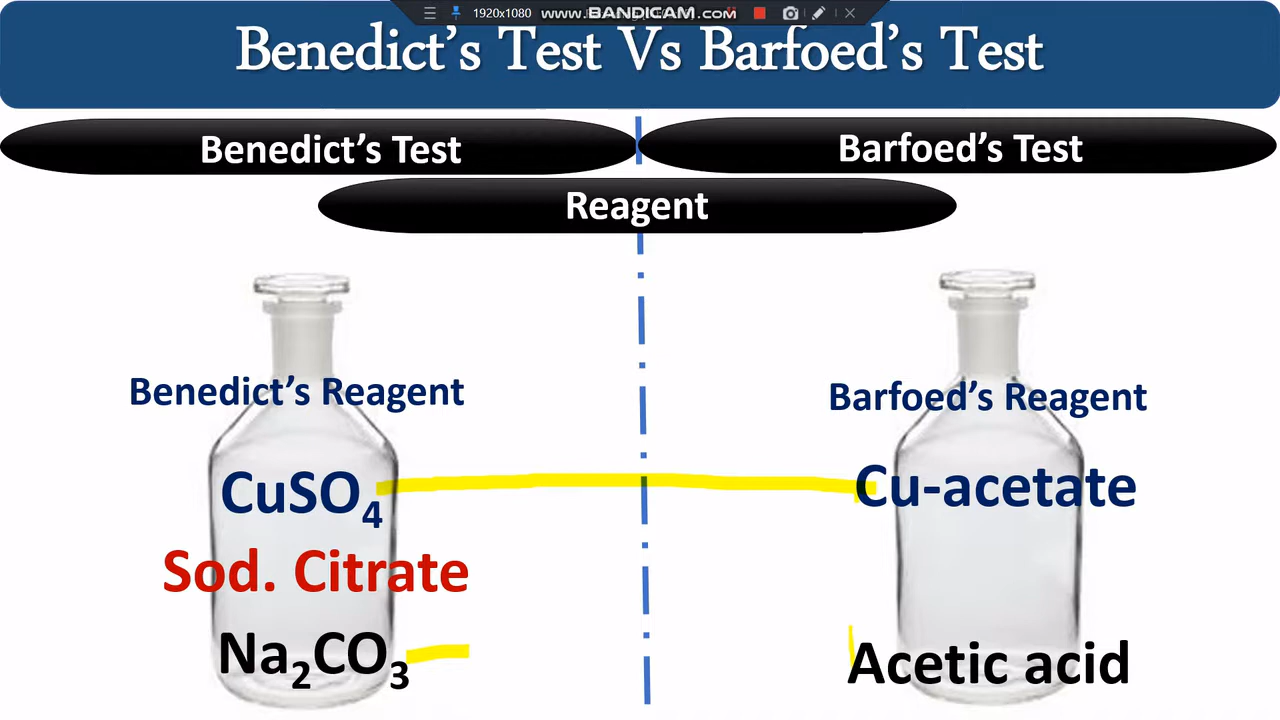 1920x1080 www.BANDICAM.com
Benedict's Test Vs Barfoed's Test
Benedict's Test
Barfoed's Test
Reagent
Benedict's Reagent
CuSO₄
Sod. Citrate
Na₂CO₃
Barfoed's Reagent
Cu-acetate
Acetic acid